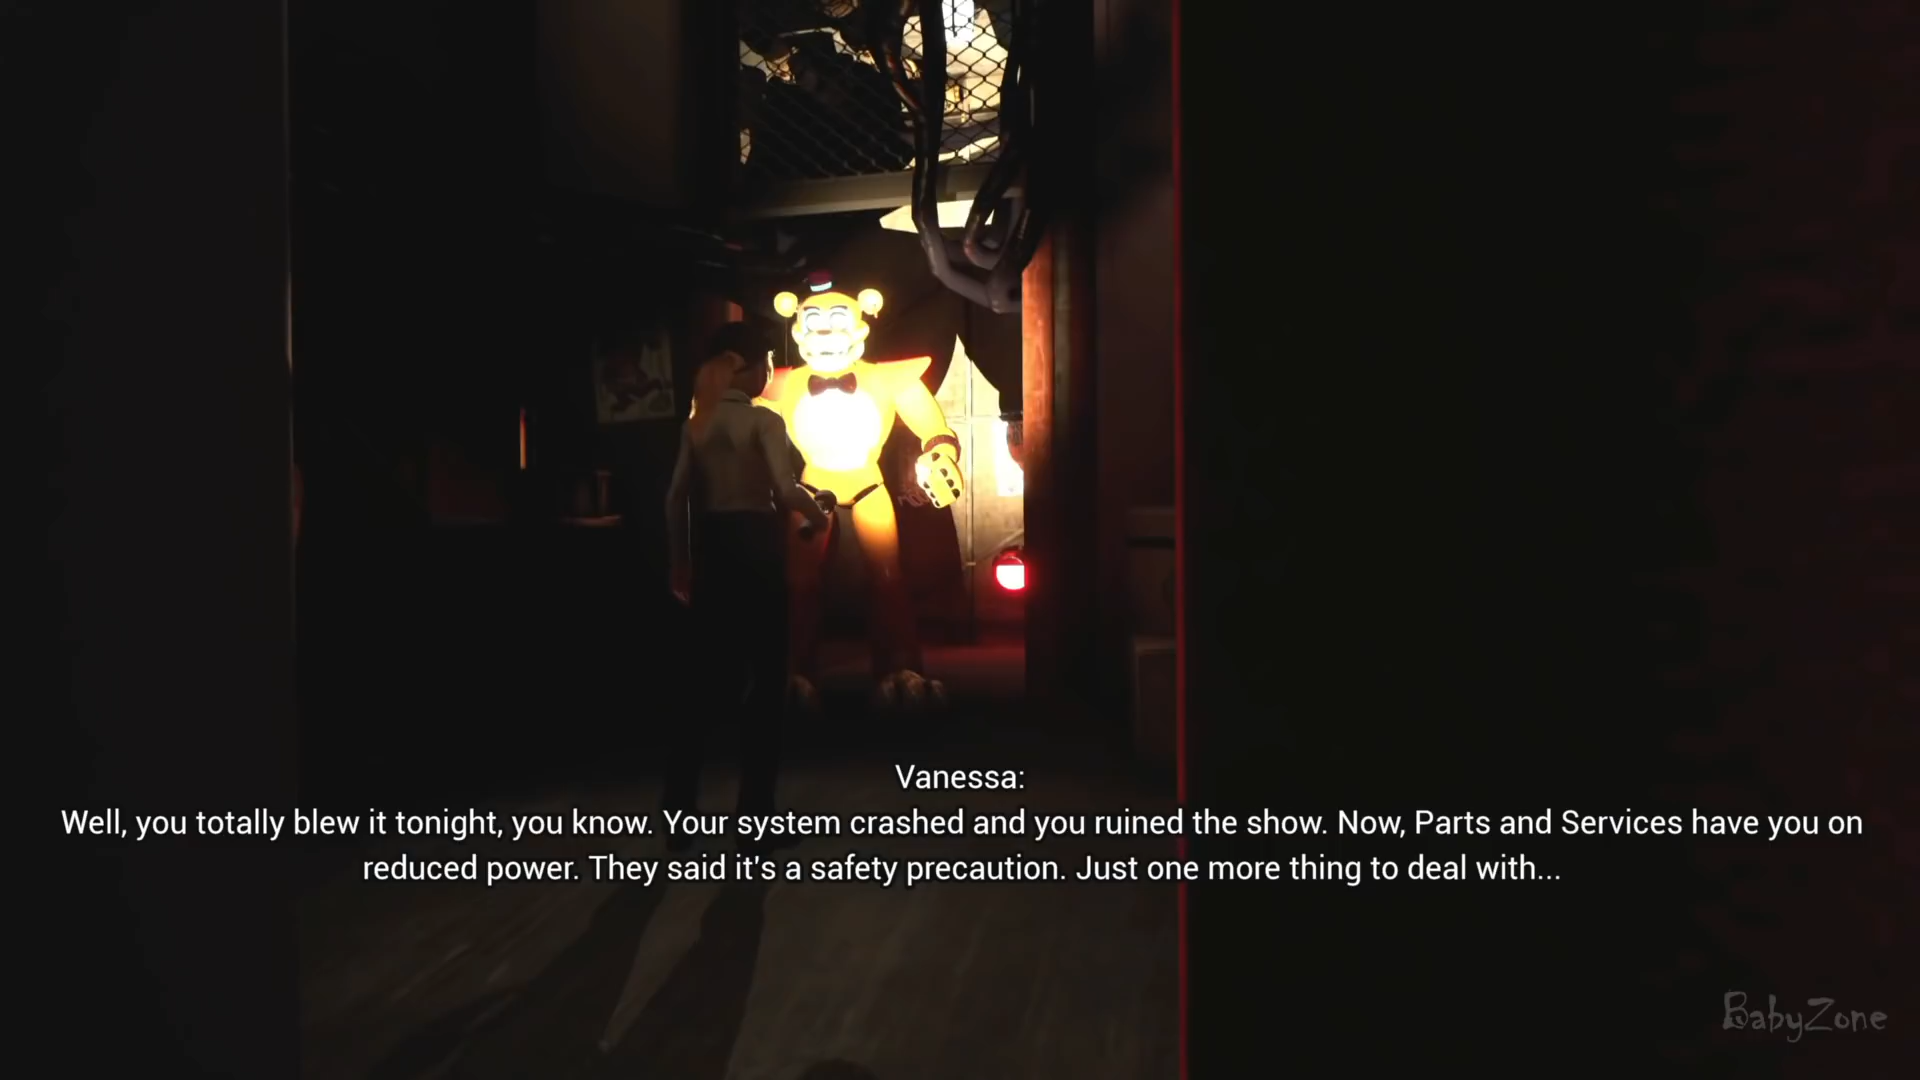 Vanessa:
Well, you totally blew it tonight, you know. Your system crashed and you ruined the show. Now, Parts and Services have you on
reduced power. They said it's a safety precaution. Just one more thing to deal with...
BabyZone